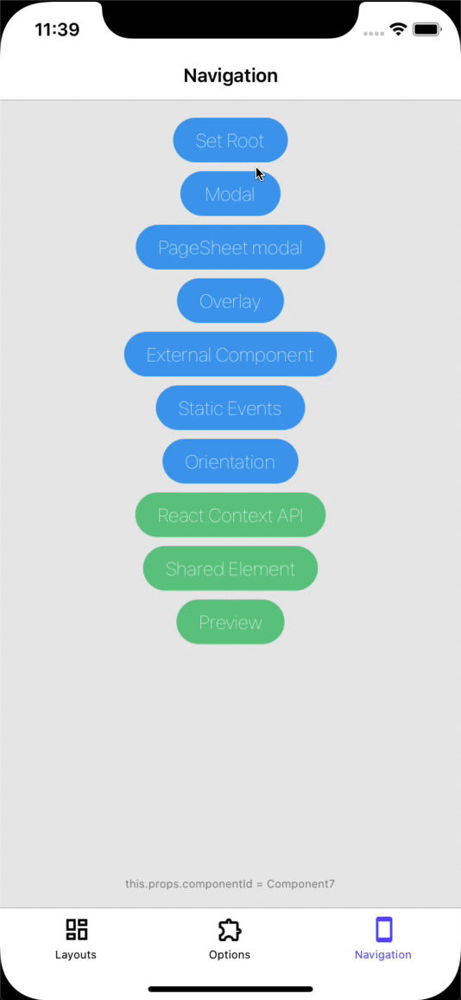 11:39
Navigation
Set Root
Modal
PageSheet modal
Overlay
External Component
Static Events
Orientation
React Context API
Shared Element
Preview
this.props.componentId = Component7
Layouts
Options
Navigation